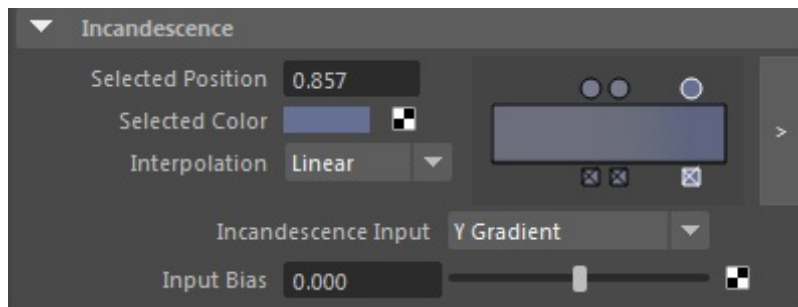 Incandescence
Selected Position 0.857
Selected Color
Interpolation Linear
>
Incandescence Input Y Gradient
Input Bias 0.000